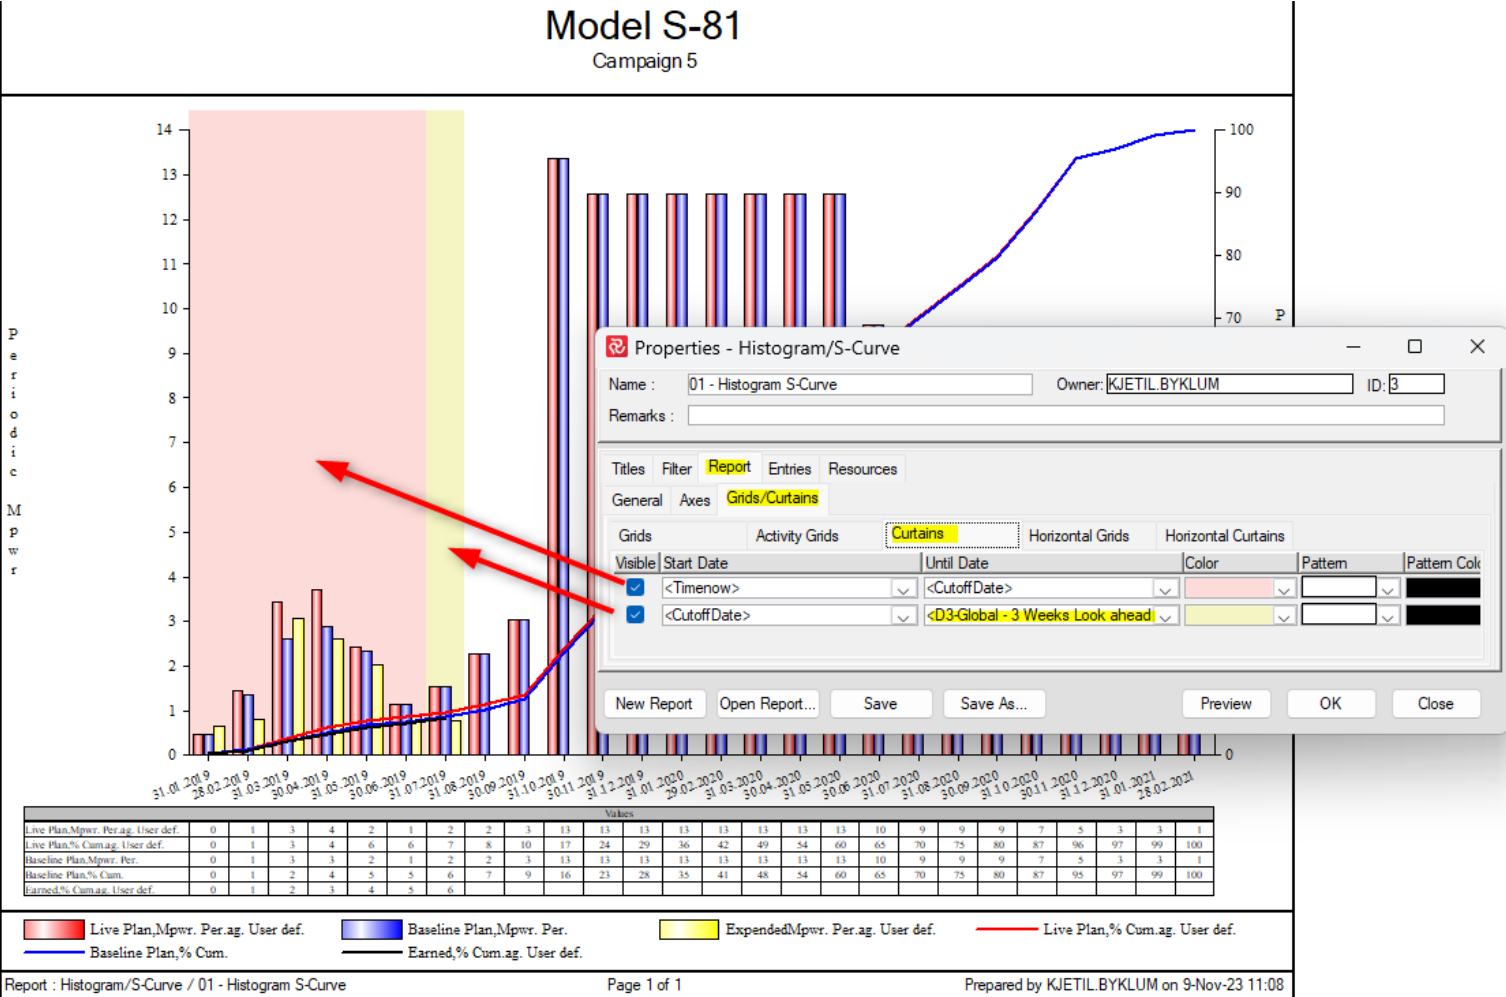 Model S-81
Campaign 5
14
13
12
11
10
9
8
7
6
5
4
3
2
1
0
Periodic Mpwr
100
90
80
70
0
P
Properties - Histogram/S-Curve
Name :
01 - Histogram S-Curve
Owner:
KJETIL.BYKLUM
ID:
3
Remarks :
Titles Filter Report Entries Resources
General Axes Grids/Curtains
Grids Activity Grids Curtains Horizontal Grids Horizontal Curtains
Visible Start Date Until Date Color Pattern Pattern Colo
<Timenow> <CutoffDate>
<CutoffDate> <D3-Global - 3 Weeks Look ahead
New Report Open Report... Save Save As... Preview OK Close
31.01.2019 28.02.2019 31.03.2019 30.04.2019 31.05.2019 30.06.2019 31.07.2019 31.08.2019 30.09.2019 31.10.2019 30.11.2019 31.12.2019 31.01.2020 29.02.2020 31.03.2020 30.04.2020 31.05.2020 30.06.2020 31.07.2020 31.08.2020 30.09.2020 31.10.2020 30.11.2020 31.12.2020 31.01.2021 28.02.2021
Values
Live Plan,Mpwr. Per.ag. User def. 0 1 3 4 2 1 2 2 3 13 13 13 13 13 13 13 13 10 9 9 9 7 5 3 3 1
Live Plan,% Cum.ag. User def. 0 1 3 4 6 6 7 8 10 17 24 29 36 42 49 54 60 65 70 75 80 87 96 97 99 100
Baseline Plan,Mpwr. Per. 0 1 3 3 2 1 2 2 3 13 13 13 13 13 13 13 13 10 9 9 9 7 5 3 3 1
Baseline Plan,% Cum. 0 1 2 4 5 5 6 7 9 16 23 28 35 41 48 54 60 65 70 75 80 87 95 97 99 100
Earned,% Cum.ag. User def. 0 1 2 3 4 5 6
Live Plan,Mpwr. Per.ag. User def. Baseline Plan,Mpwr. Per. ExpendedMpwr. Per.ag. User def. Live Plan,% Cum.ag. User def.
Baseline Plan,% Cum. Earned,% Cum.ag. User def.
Report : Histogram/S-Curve / 01 - Histogram S-Curve Page 1 of 1 Prepared by KJETIL.BYKLUM on 9-Nov-23 11:08